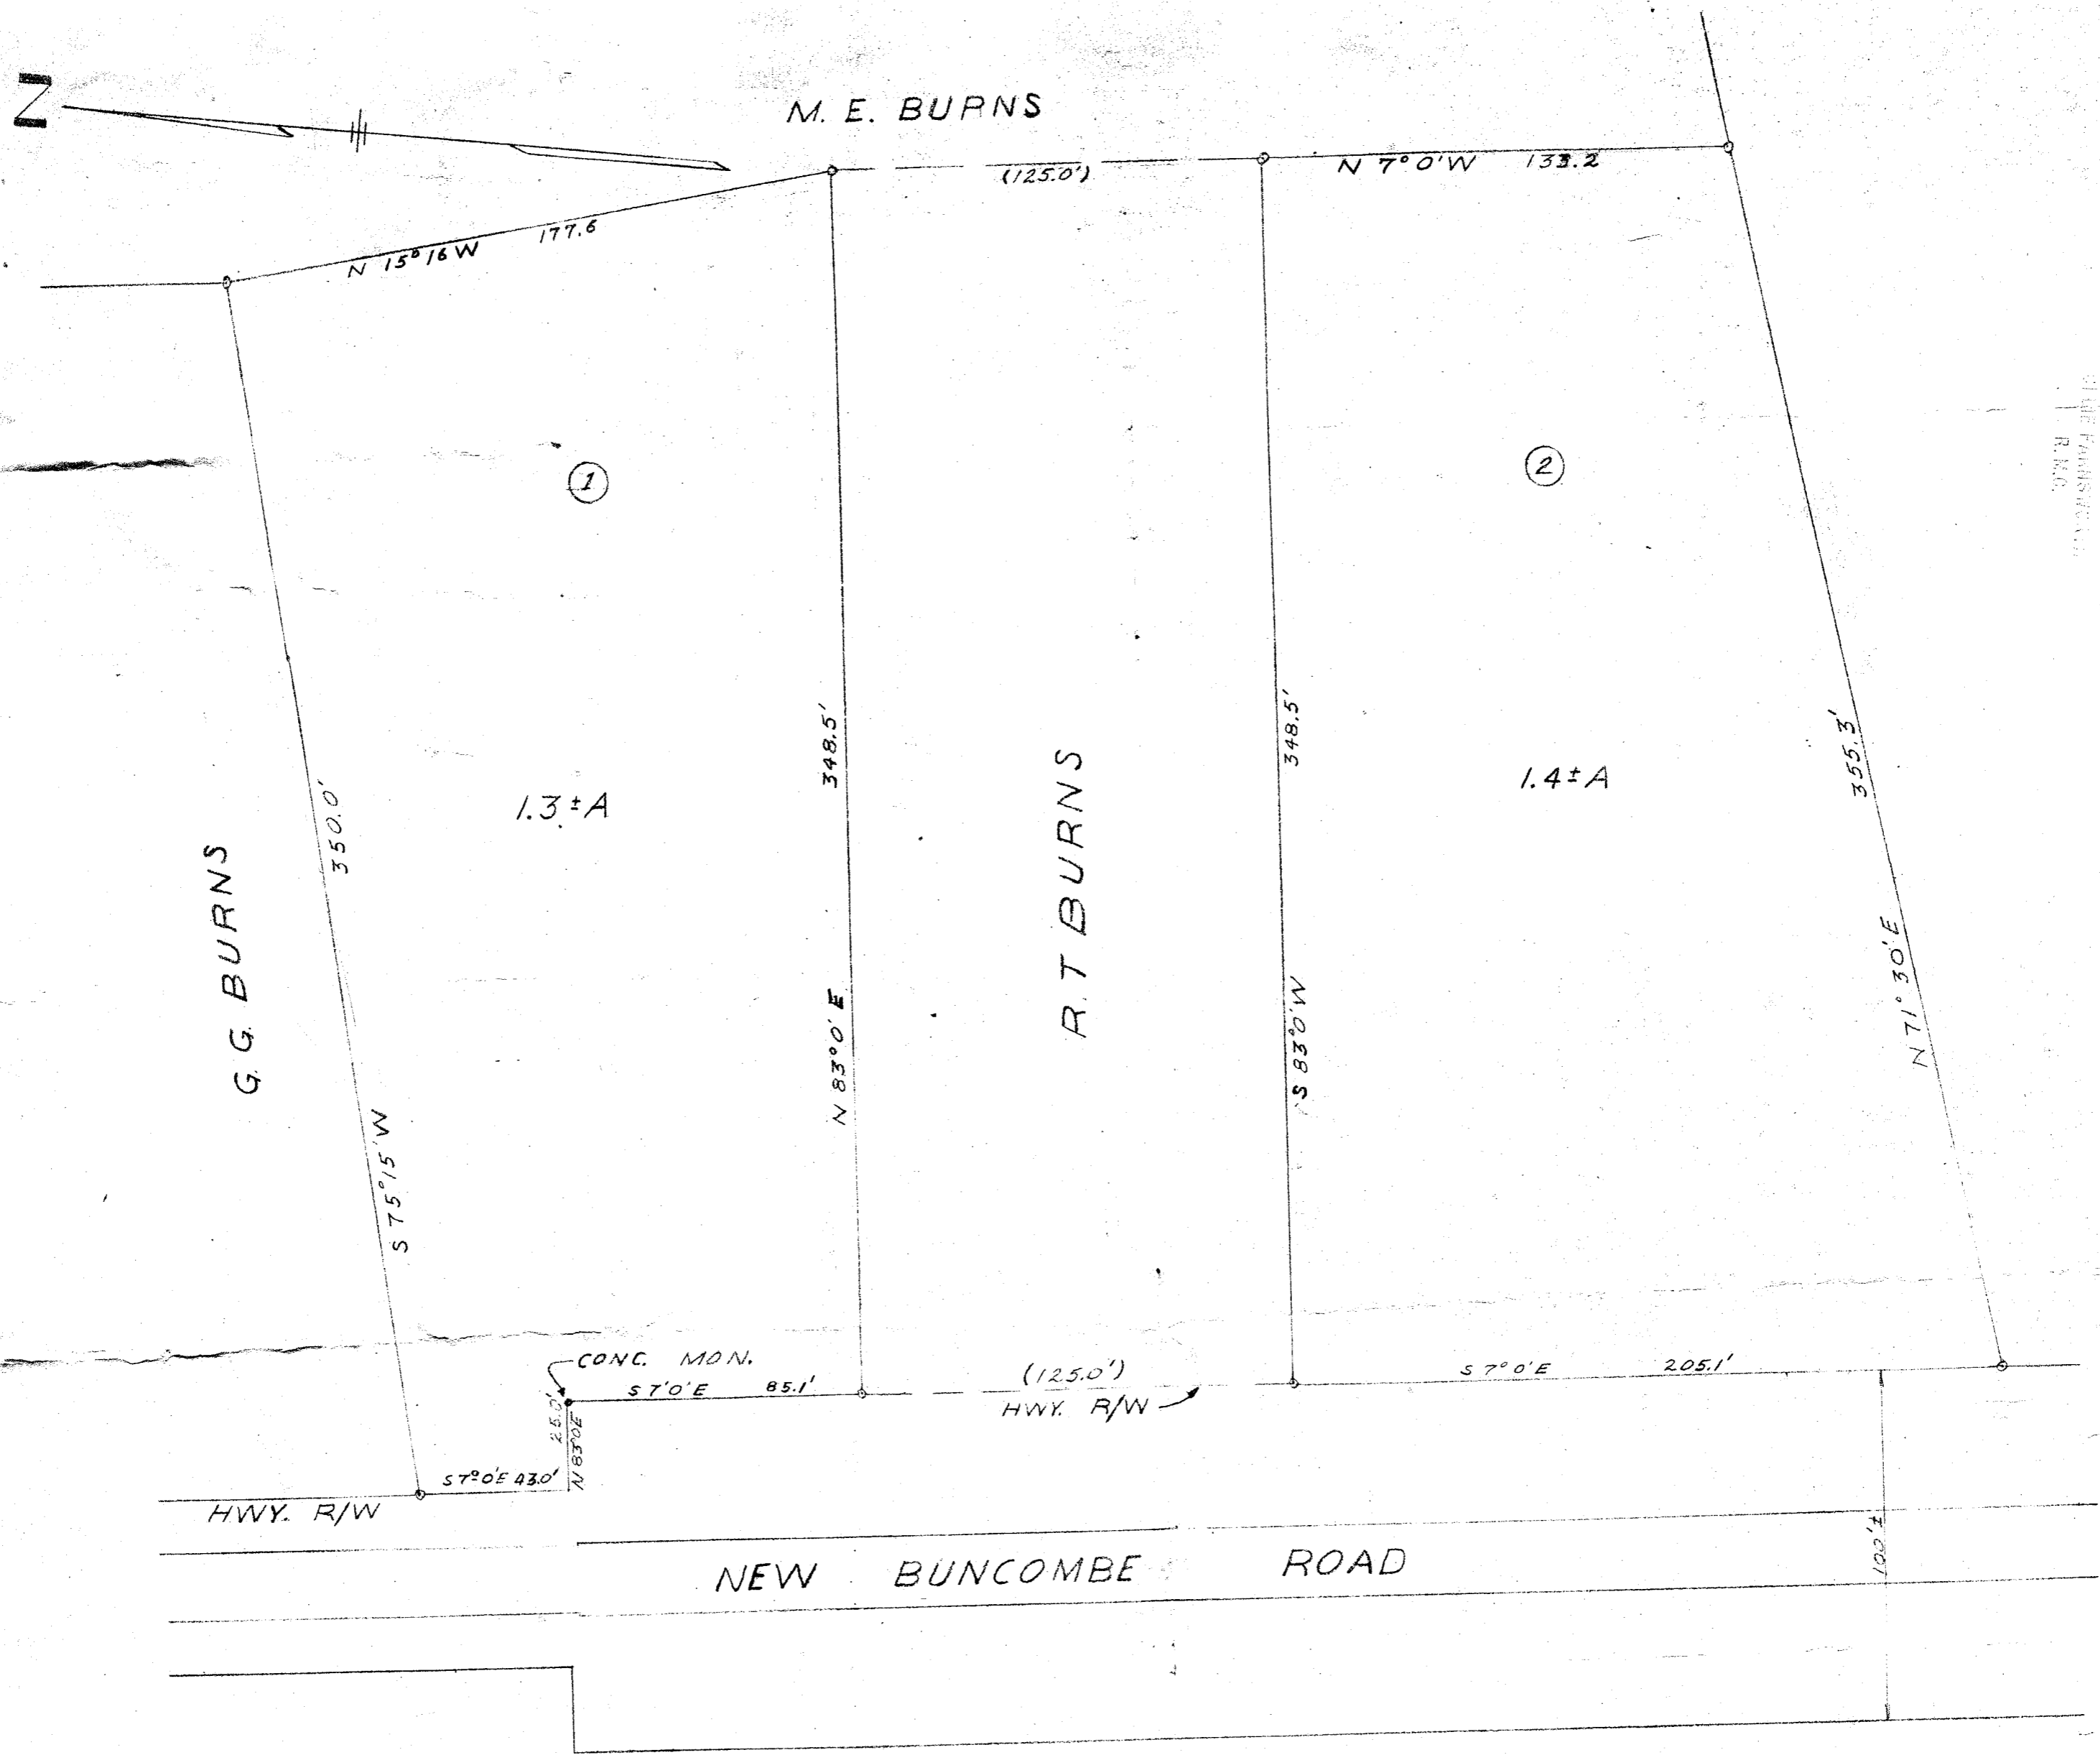 N
M. E. BURNS
(125.0')
N 7° 0' W 133.2
N 15° 16 W 177.6
1
2
R.M.C.
348.5'
348.5'
355.3'
1.3 ± A
1.4 ± A
350.0'
G. G. BURNS
R. T BURNS
N 83° 0' E
S 83° 0' W
N 71° 30' E
S 75° 15' W
CONC. MON.
S 7° 0' E 85.1'
(125.0')
HWY. R/W
S 7° 0' E 205.1'
25.0'
N 83° 0 E
S 7° 0' E 43.0'
HWY. R/W
NEW BUNCOMBE ROAD
100' ±